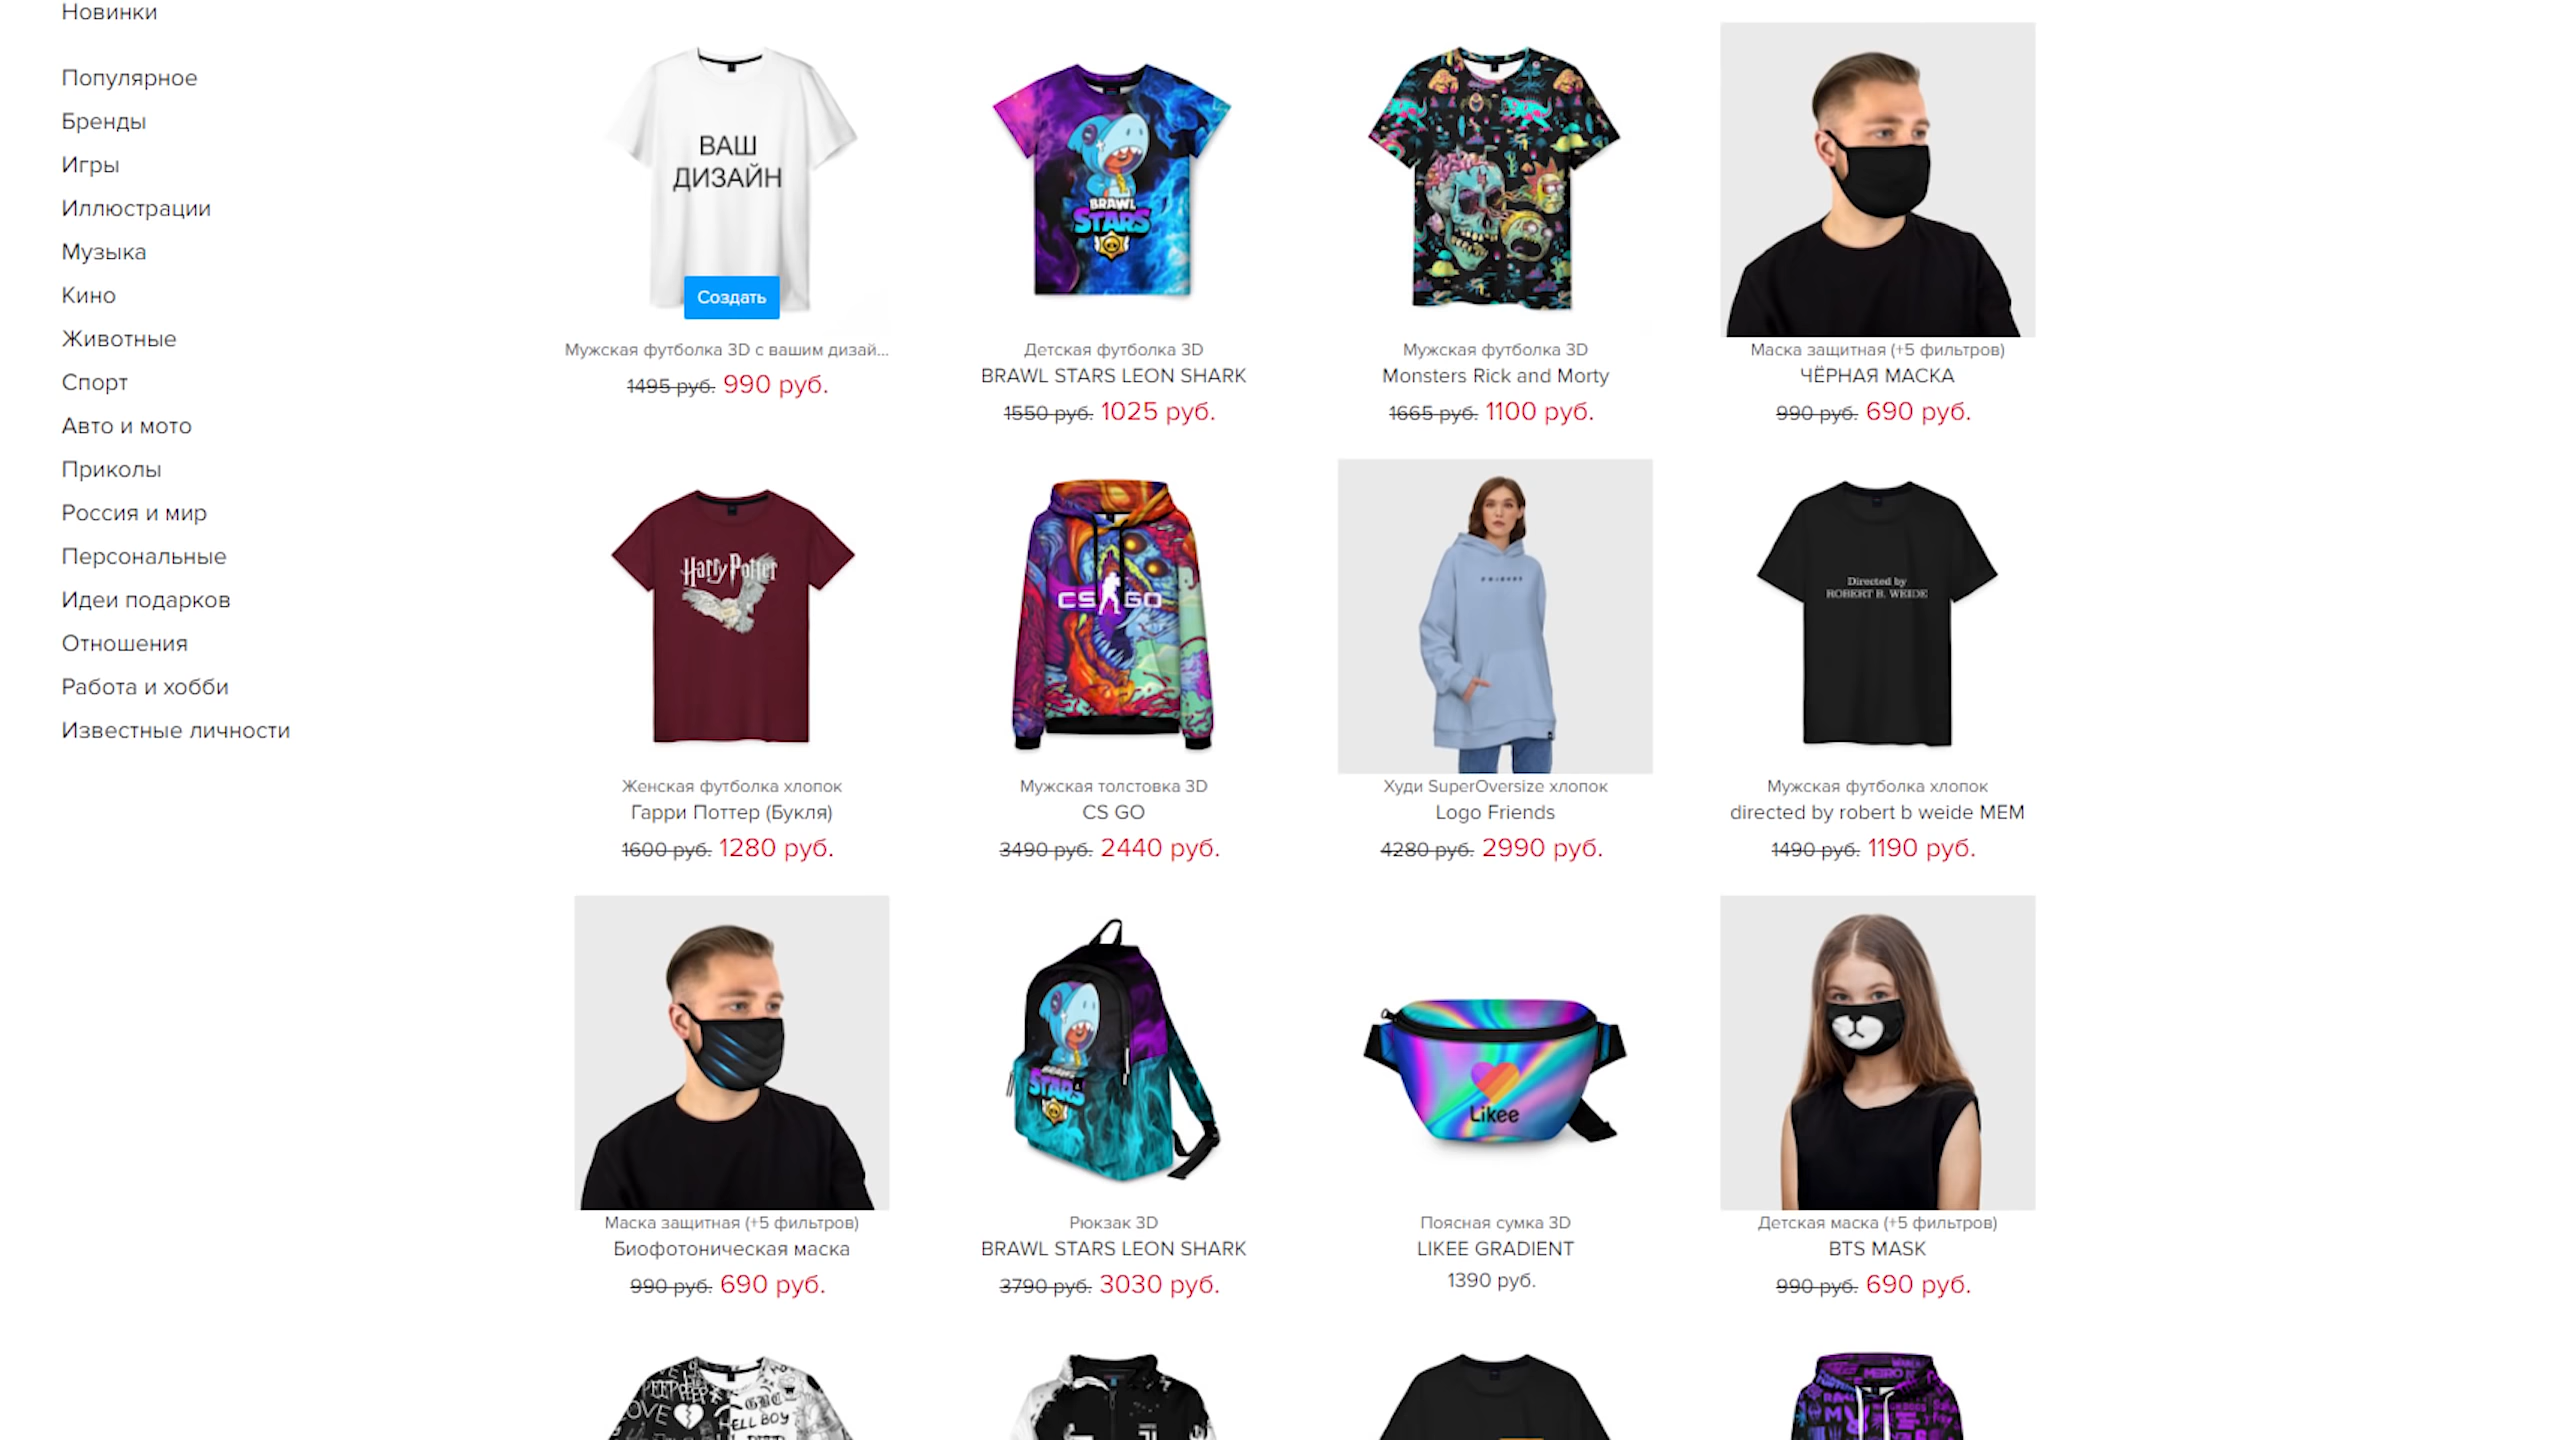 Новинки
Популярное
Бренды
Игры
Иллюстрации
Музыка
Кино
Животные
Спорт
Авто и мото
Приколы
Россия и мир
Персональные
Идеи подарков
Отношения
Работа и хобби
Известные личности
ВАШ
ДИЗАЙН
Создать
Мужская футболка 3D с вашим дизай...
1495 руб. 990 руб.
BRAWL
STARS
Детская футболка 3D
BRAWL STARS LEON SHARK
1550 руб. 1025 руб.
Мужская футболка 3D
Monsters Rick and Morty
1665 руб. 1100 руб.
Маска защитная (+5 фильтров)
ЧЁРНАЯ МАСКА
990 руб. 690 руб.
Harry Potter
Женская футболка хлопок
Гарри Поттер (Букля)
1600 руб. 1280 руб.
CS GO
Мужская толстовка 3D
CS GO
3490 руб. 2440 руб.
FRIENDS
Худи SuperOversize хлопок
Logo Friends
4280 руб. 2990 руб.
Directed by
ROBERT B. WEIDE
Мужская футболка хлопок
directed by robert b weide МЕМ
1490 руб. 1190 руб.
Маска защитная (+5 фильтров)
Биофотоническая маска
990 руб. 690 руб.
BRAWL
STARS
Рюкзак 3D
BRAWL STARS LEON SHARK
3790 руб. 3030 руб.
Likee
Поясная сумка 3D
LIKEE GRADIENT
1390 руб.
Детская маска (+5 фильтров)
BTS MASK
990 руб. 690 руб.
LOVE
GBC
HELLBOY